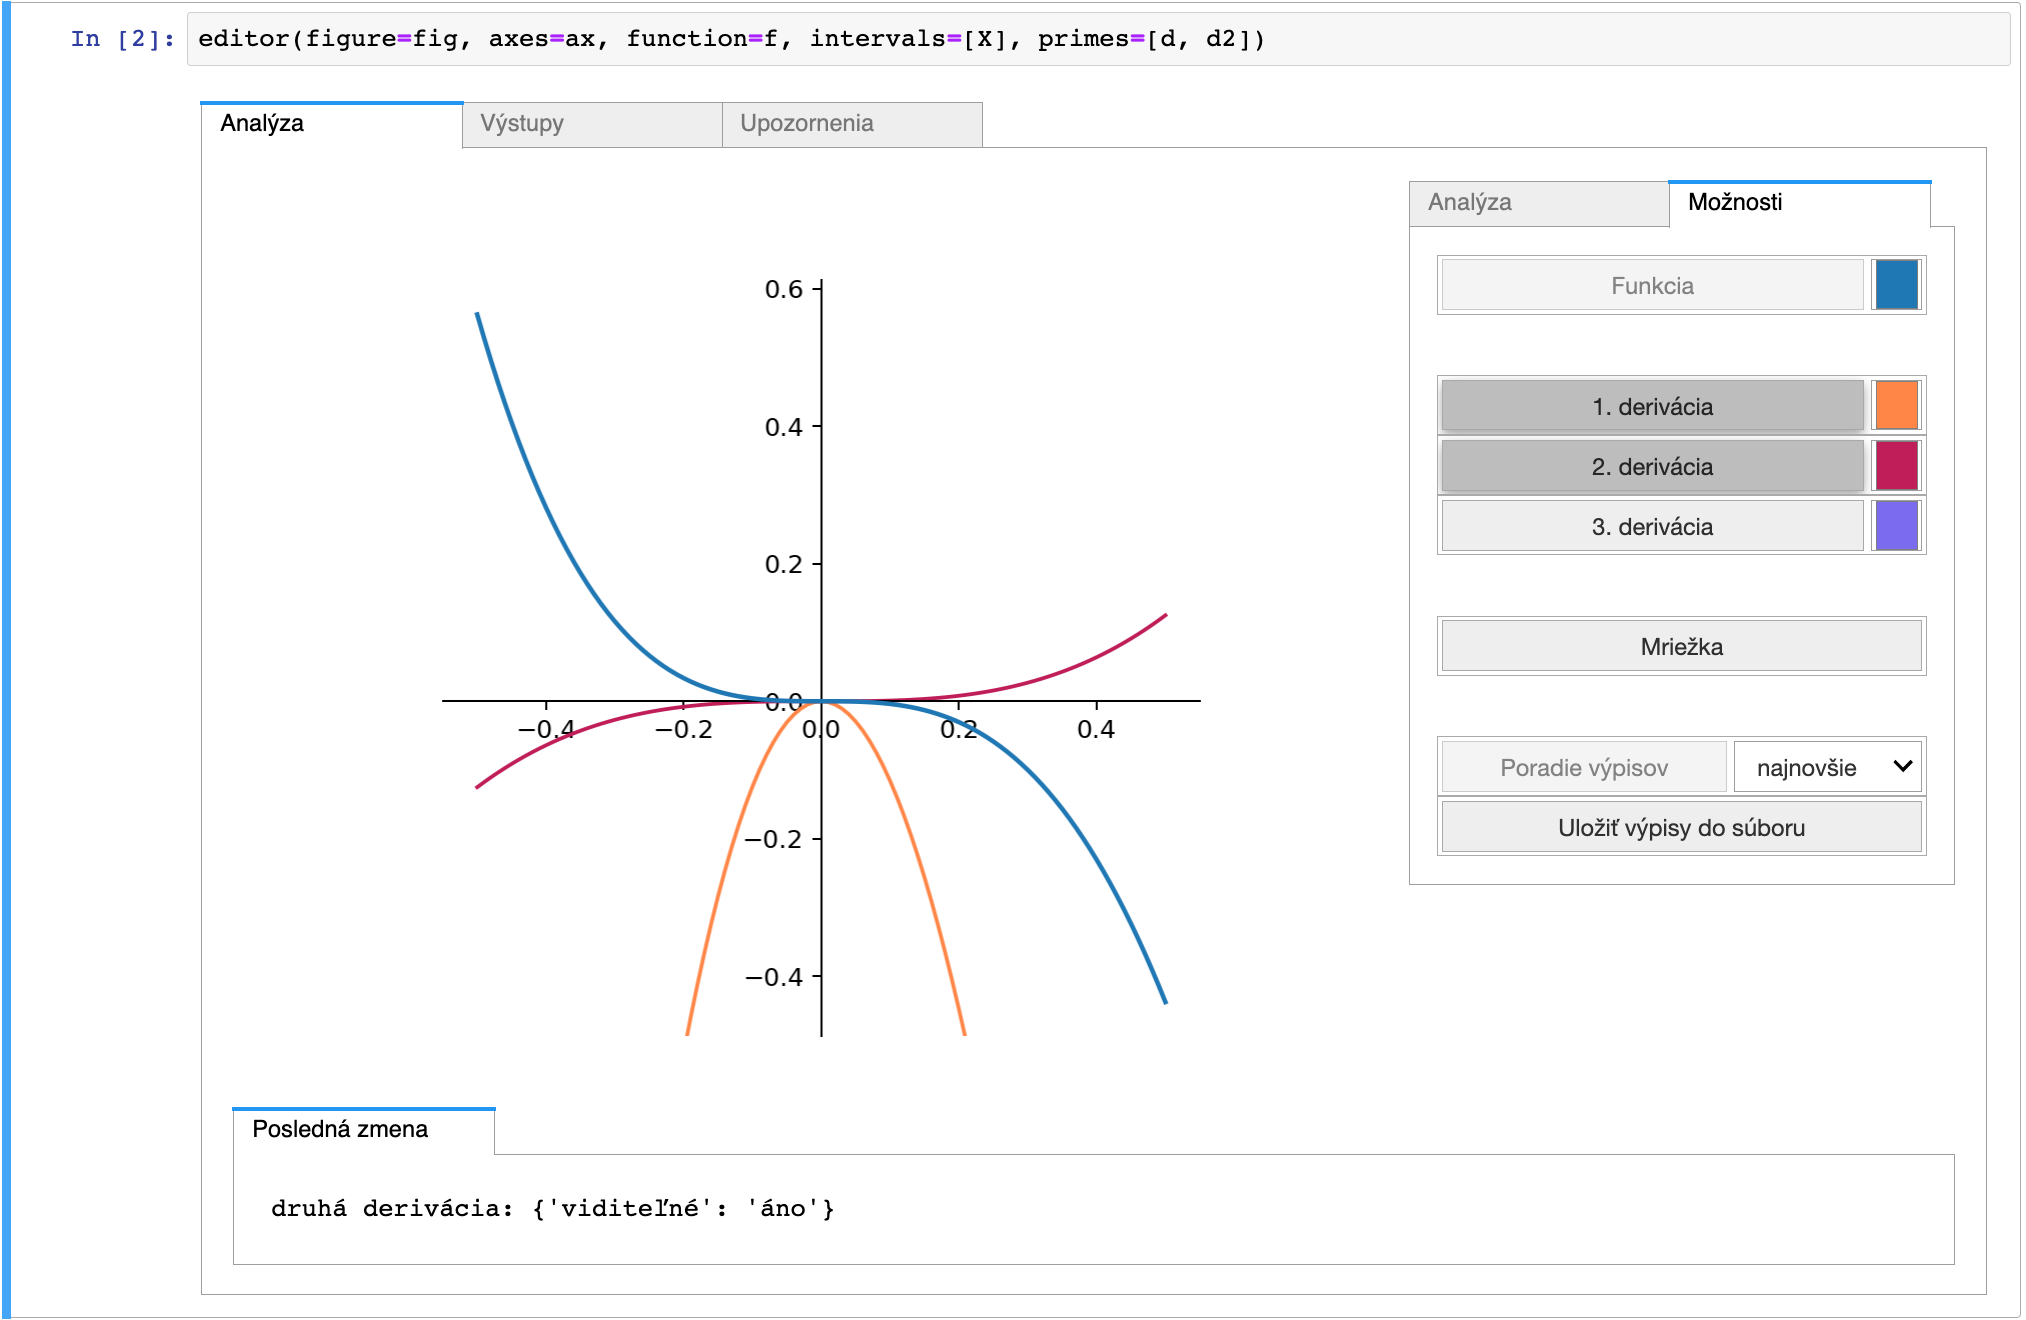 In [2]: editor(figure=fig, axes=ax, function=f, intervals=[X], primes=[d, d2])
Analýza Výstupy Upozornenia
Analýza Možnosti
Funkcia
1. derivácia
2. derivácia
3. derivácia
Mriežka
Poradie výpisov najnovšie
Uložiť výpisy do súboru
0.6
0.4
0.2
0.0
−0.4 −0.2 0.0 0.2 0.4
−0.2
−0.4
Posledná zmena
druhá derivácia: {'viditeľné': 'áno'}